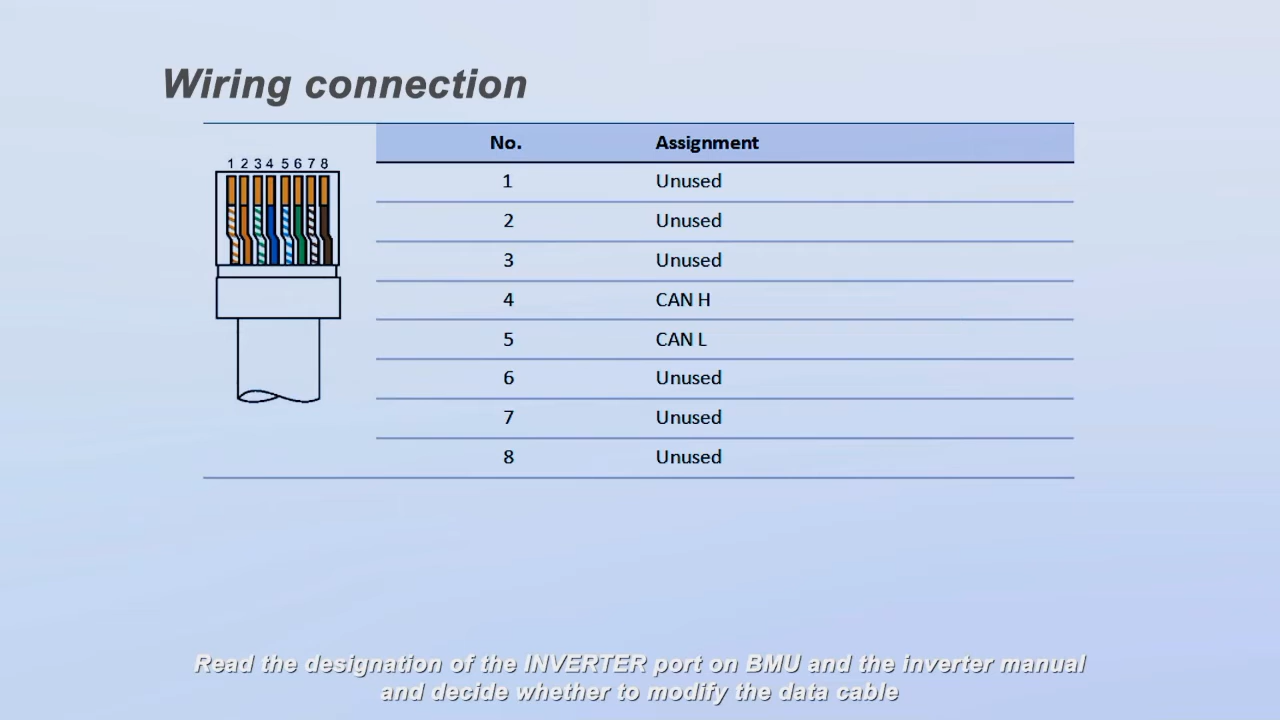 Wiring connection
1 2 3 4 5 6 7 8
No. Assignment
1 Unused
2 Unused
3 Unused
4 CAN H
5 CAN L
6 Unused
7 Unused
8 Unused
Read the designation of the INVERTER port on BMU and the inverter manual
and decide whether to modify the data cable